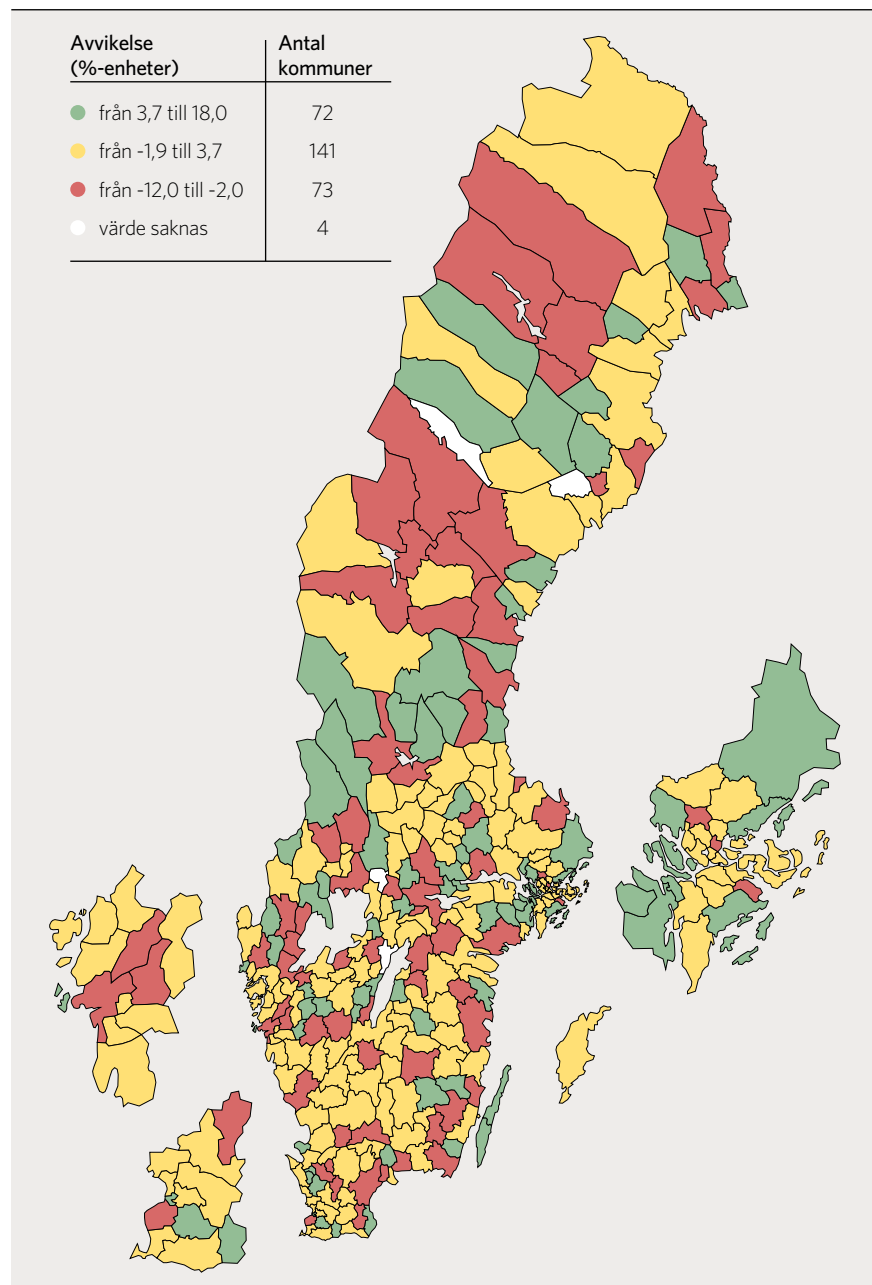 Avvikelse
(%-enheter)
Antal
kommuner
från 3,7 till 18,0 72
från -1,9 till 3,7 141
från -12,0 till -2,0 73
värde saknas 4